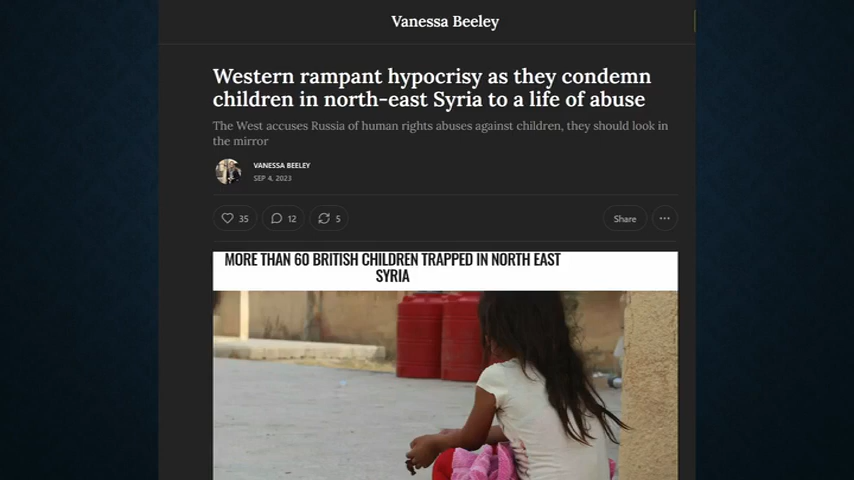 Vanessa Beeley
Western rampant hypocrisy as they condemn
children in north-east Syria to a life of abuse
The West accuses Russia of human rights abuses against children, they should look in
the mirror
VANESSA BEELEY
SEP 4, 2023
35 12 5 Share
MORE THAN 60 BRITISH CHILDREN TRAPPED IN NORTH EAST
SYRIA